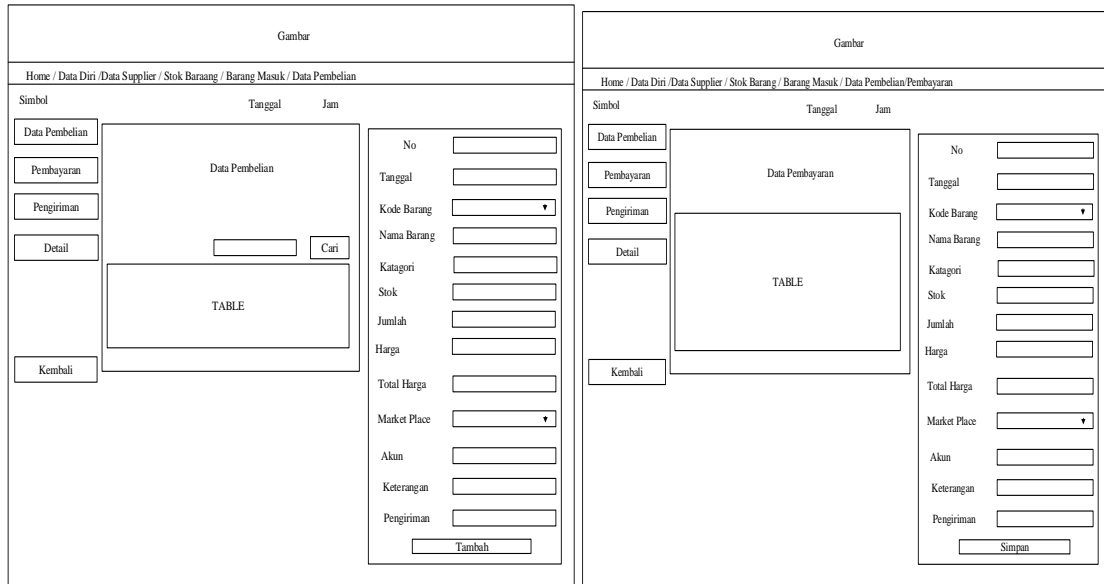 Gambar
Home / Data Diri /Data Supplier / Stok Baraang / Barang Masuk / Data Pembelian
Simbol
Tanggal Jam
Data Pembelian
Pembayaran
Pengiriman
Detail
Kembali
Data Pembelian
Cari
TABLE
No
Tanggal
Kode Barang
Nama Barang
Katagori
Stok
Jumlah
Harga
Total Harga
Market Place
Akun
Keterangan
Pengiriman
Tambah
Gambar
Home / Data Diri /Data Supplier / Stok Barang / Barang Masuk / Data Pembelian/Pembayaran
Simbol
Tanggal Jam
Data Pembelian
Pembayaran
Pengiriman
Detail
Kembali
Data Pembayaran
TABLE
No
Tanggal
Kode Barang
Nama Barang
Katagori
Stok
Jumlah
Harga
Total Harga
Market Place
Akun
Keterangan
Pengiriman
Simpan